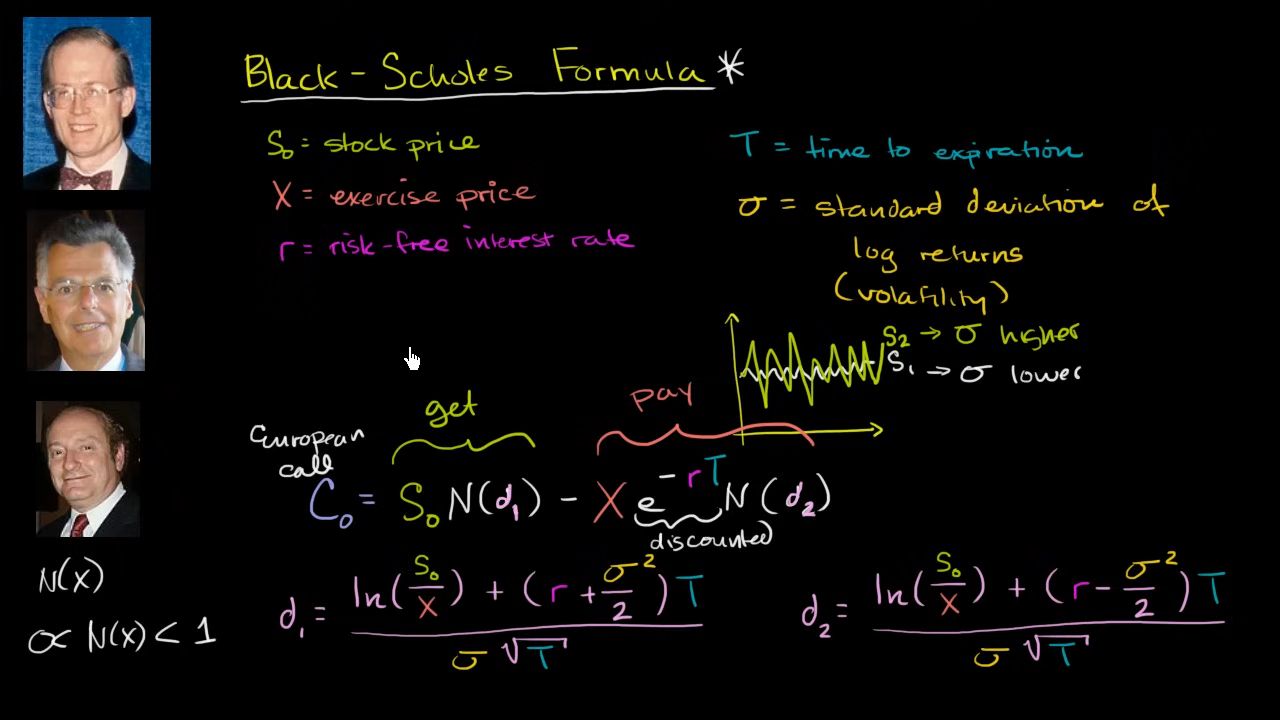 Black-Scholes Formula*
S₀ = stock price
X = exercise price
r = risk-free interest rate
T = time to expiration
σ = standard deviation of
log returns
(volatility)
S₂ → σ higher
S₁ → σ lower
get
pay
European
call
C₀ = S₀ N(d₁) - X e^(-rT) N(d₂)
discounted
N(x)
0< N(x) < 1
d₁ = (ln(S₀/X) + (r + σ²/2)T) / (σ√T)
d₂ = (ln(S₀/X) + (r - σ²/2)T) / (σ√T)